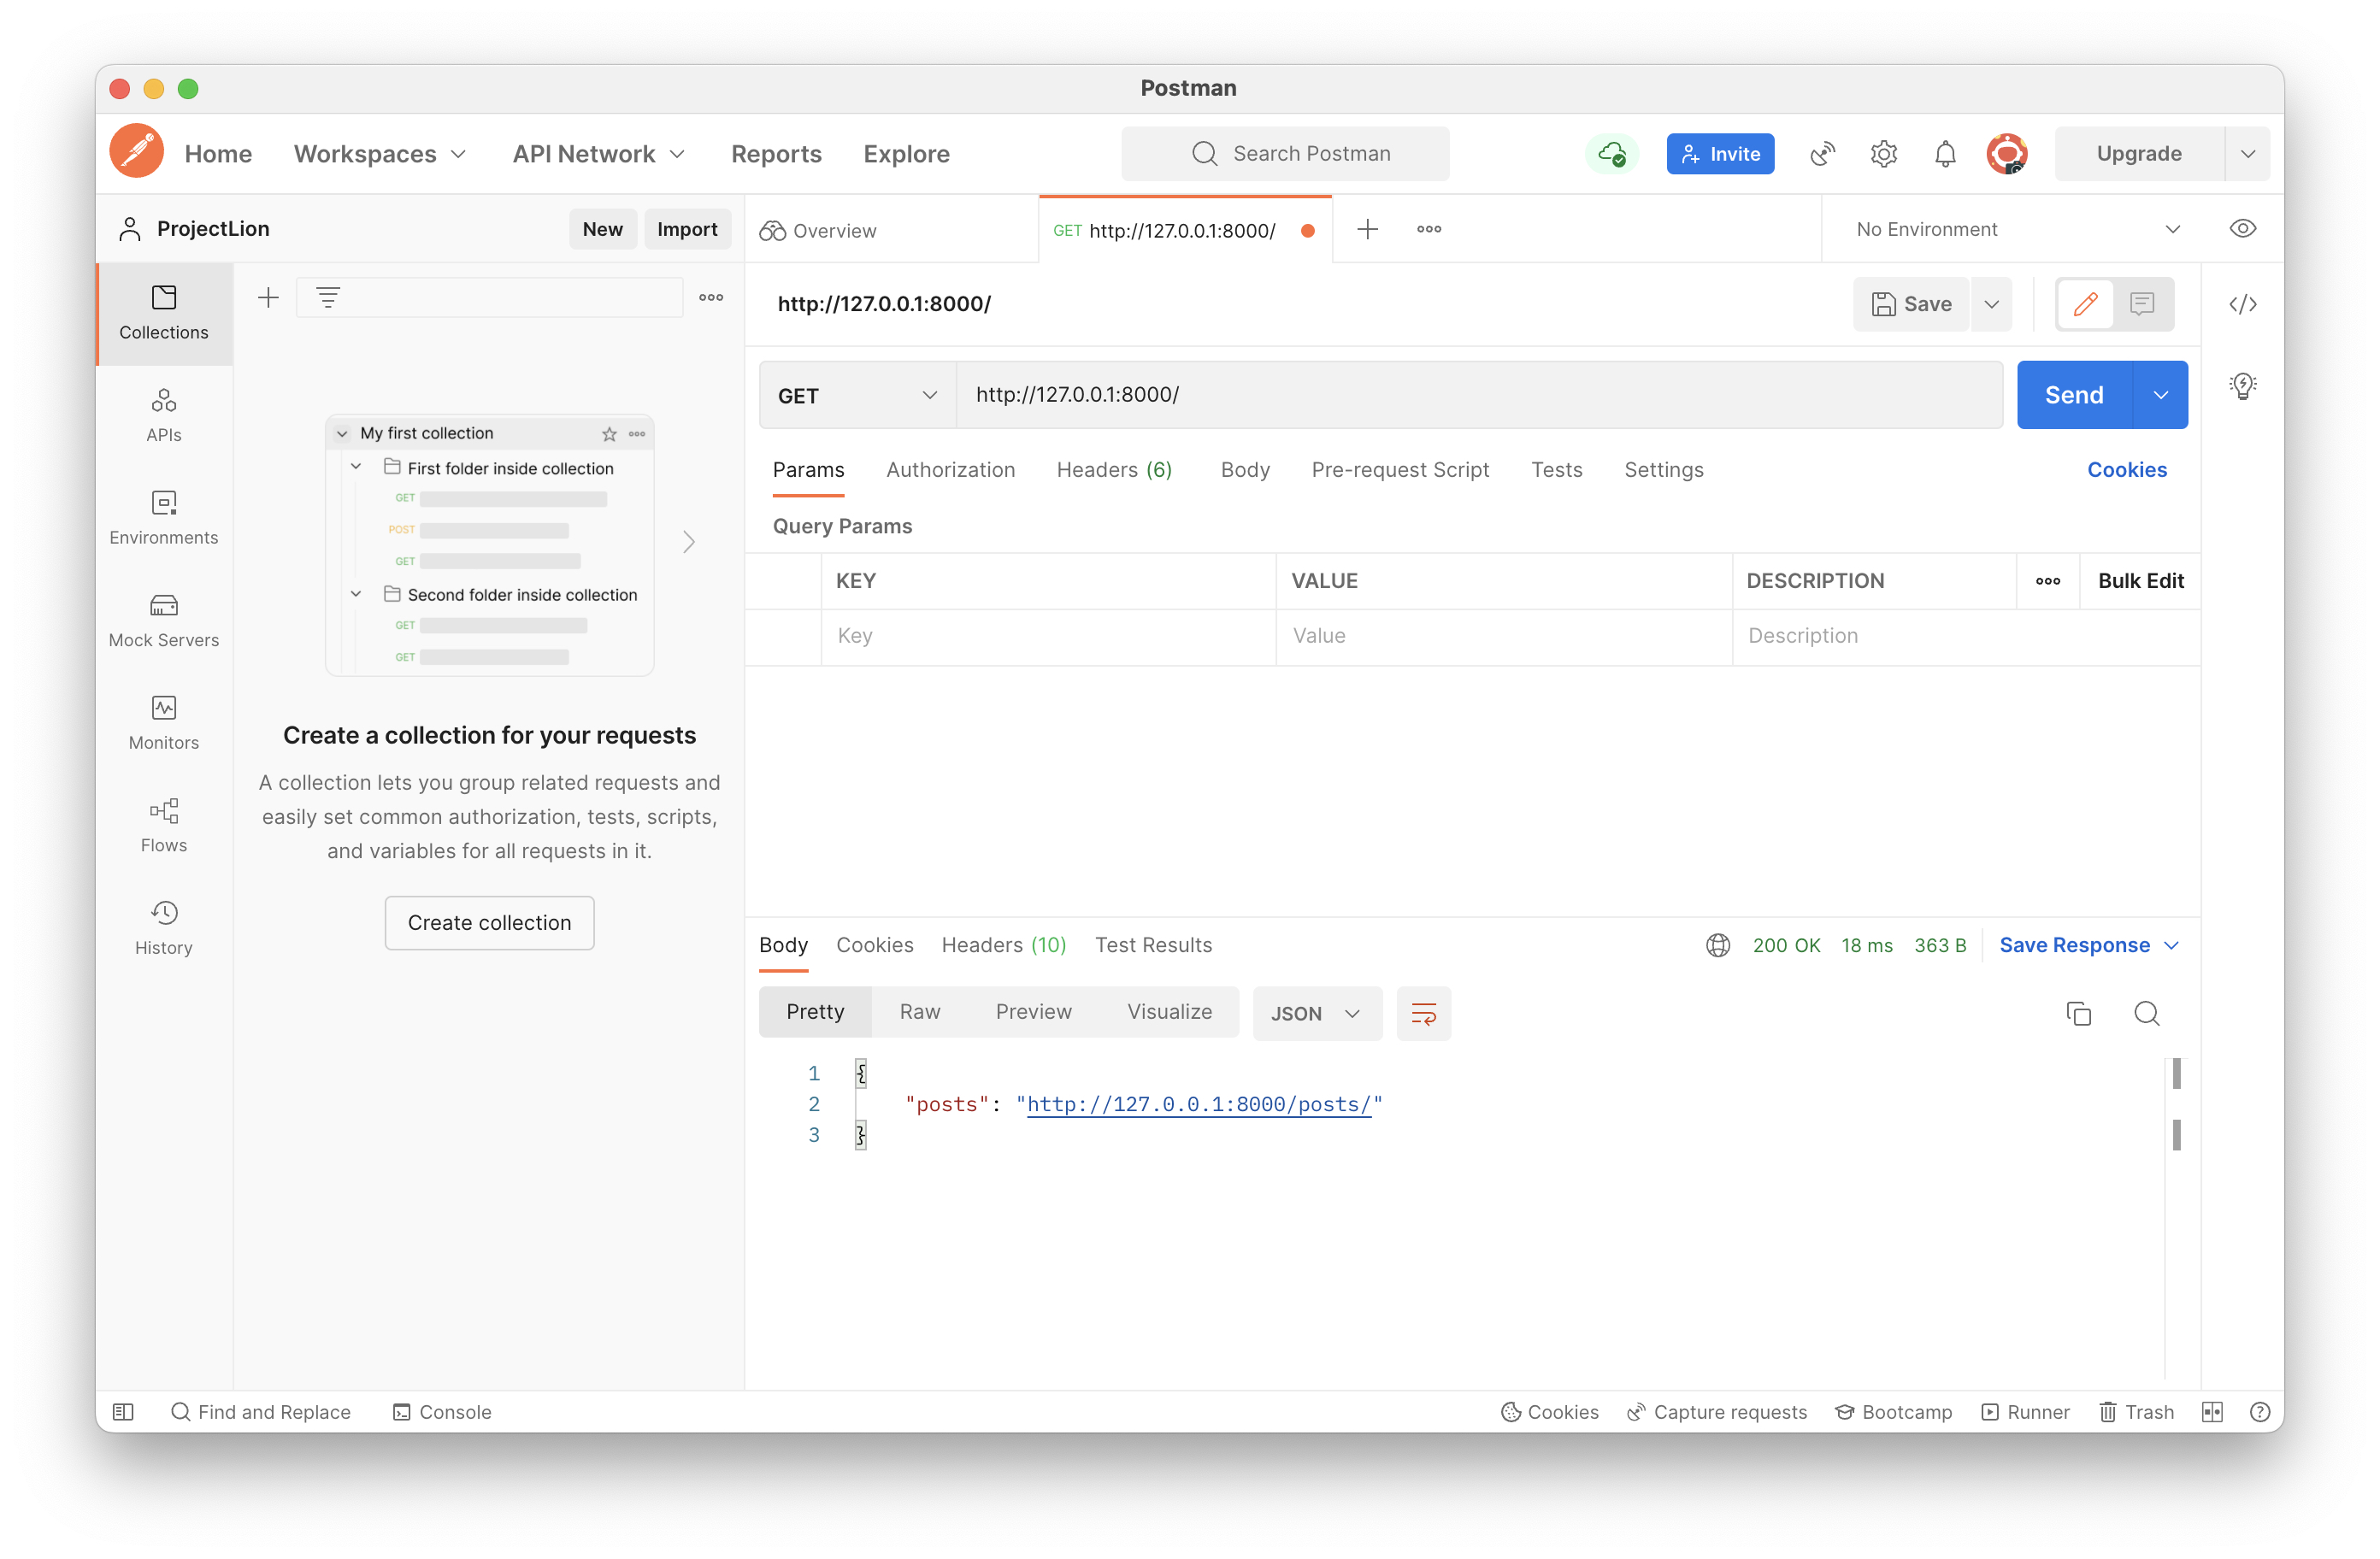 Postman
Home Workspaces API Network Reports Explore Search Postman Invite Upgrade
ProjectLion New Import Overview GET http://127.0.0.1:8000/ No Environment
Collections
APIs
Environments
Mock Servers
Monitors
Flows
History
My first collection
First folder inside collection
GET
POST
GET
Second folder inside collection
GET
GET
Create a collection for your requests
A collection lets you group related requests and
easily set common authorization, tests, scripts,
and variables for all requests in it.
Create collection
http://127.0.0.1:8000/ Save
GET http://127.0.0.1:8000/ Send
Params Authorization Headers (6) Body Pre-request Script Tests Settings Cookies
Query Params
KEY VALUE DESCRIPTION Bulk Edit
Key Value Description
Body Cookies Headers (10) Test Results 200 OK 18 ms 363 B Save Response
Pretty Raw Preview Visualize JSON
1 {
2 "posts": "http://127.0.0.1:8000/posts/"
3 }
Find and Replace Console Cookies Capture requests Bootcamp Runner Trash